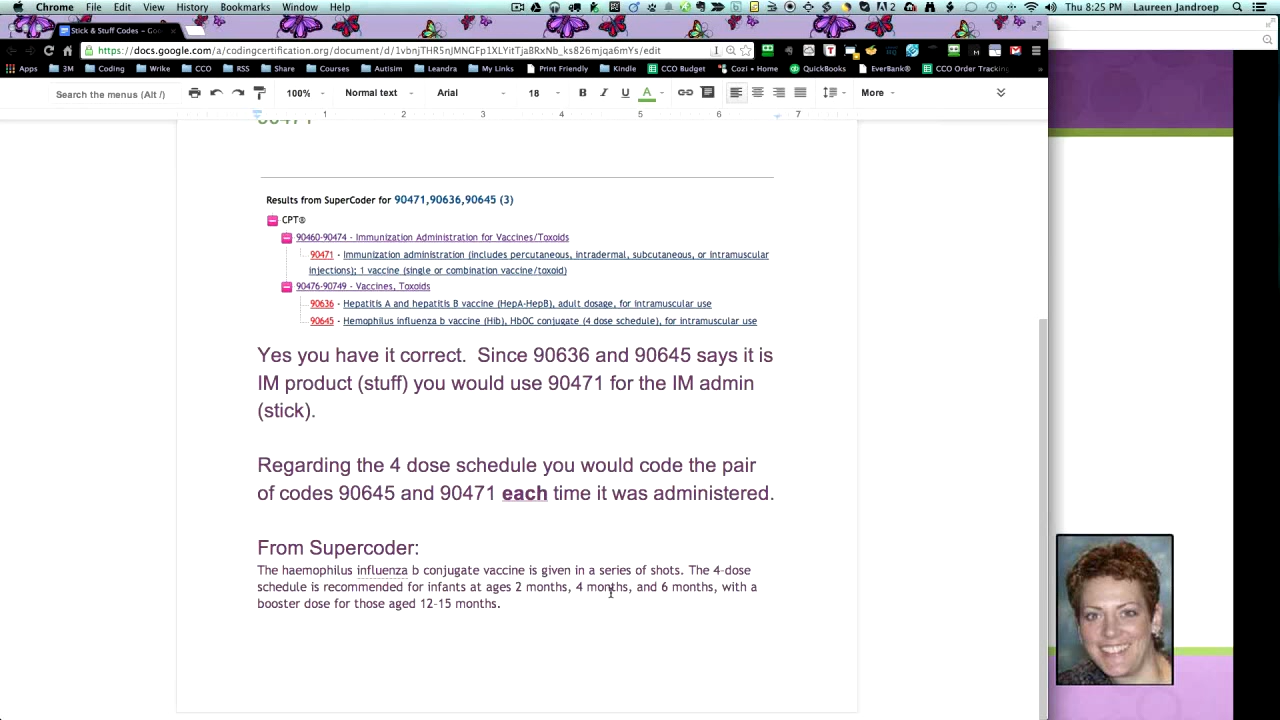 Chrome File Edit View History Bookmarks Window Help Thu 8:25 PM Laureen Jandroep
Stick & Stuff Codes – Go
https://docs.google.com/a/codingcertification.org/document/d/1vbnjTHR5nJMNGFp1XLYitTjaBRxNb_ks826mjqa6mYs/edit
Apps 3M Coding Wrike CCO RSS Share Courses Autisim Leandra My Links Print Friendly Kindle CCO Budget Cozi • Home QuickBooks EverBank® CCO Order Trackin
Search the menus (Alt /) 100% Normal text Arial 18 B I U A More
1 2 3 4 5 6 7
90471
Results from SuperCoder for 90471,90636,90645 (3)
CPT®
90460-90474 - Immunization Administration for Vaccines/Toxoids
90471 - Immunization administration (includes percutaneous, intradermal, subcutaneous, or intramuscular
injections); 1 vaccine (single or combination vaccine/toxoid)
90476-90749 - Vaccines, Toxoids
90636 - Hepatitis A and hepatitis B vaccine (HepA-HepB), adult dosage, for intramuscular use
90645 - Hemophilus influenza b vaccine (Hib), HbOC conjugate (4 dose schedule), for intramuscular use
Yes you have it correct. Since 90636 and 90645 says it is
IM product (stuff) you would use 90471 for the IM admin
(stick).
Regarding the 4 dose schedule you would code the pair
of codes 90645 and 90471 each time it was administered.
From Supercoder:
The haemophilus influenza b conjugate vaccine is given in a series of shots. The 4-dose
schedule is recommended for infants at ages 2 months, 4 months, and 6 months, with a
booster dose for those aged 12-15 months.